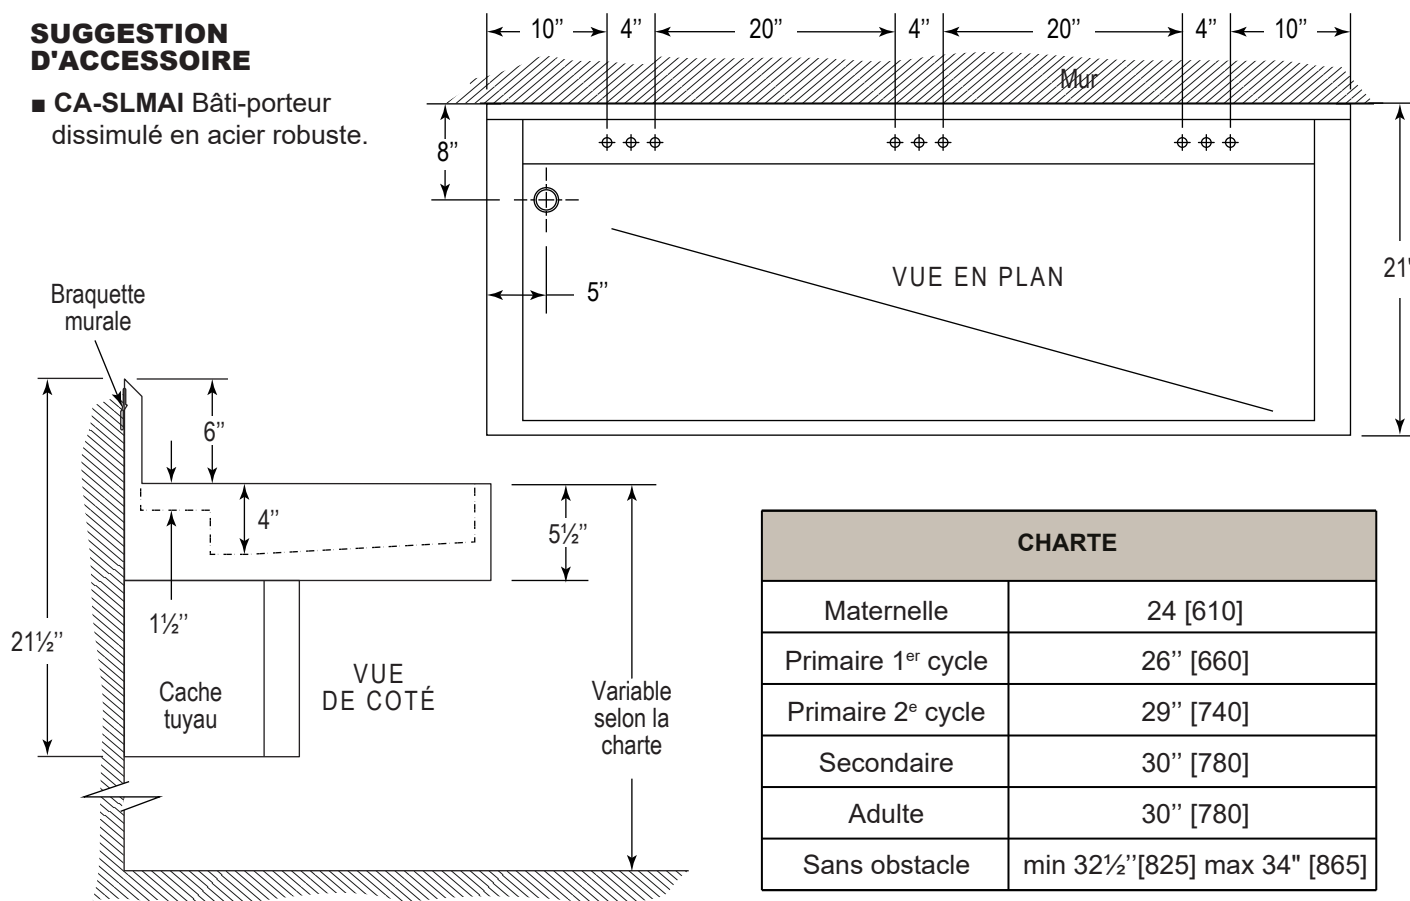 SUGGESTION
D'ACCESSOIRE
■ CA-SLMAI Bâti-porteur
dissimulé en acier robuste.
10’’ 4’’ 20’’ 4’’ 20’’ 4’’ 10’’
Mur
8’’
5’’
VUE EN PLAN
21’
Braquette
murale
6’’
4’’
5½’’
1½’’
21½’’
Cache
tuyau
VUE
DE COTÉ
Variable
selon la
charte
CHARTE
Maternelle 24 [610]
Primaire 1er cycle 26’’ [660]
Primaire 2e cycle 29’’ [740]
Secondaire 30’’ [780]
Adulte 30’’ [780]
Sans obstacle min 32½’’[825] max 34" [865]